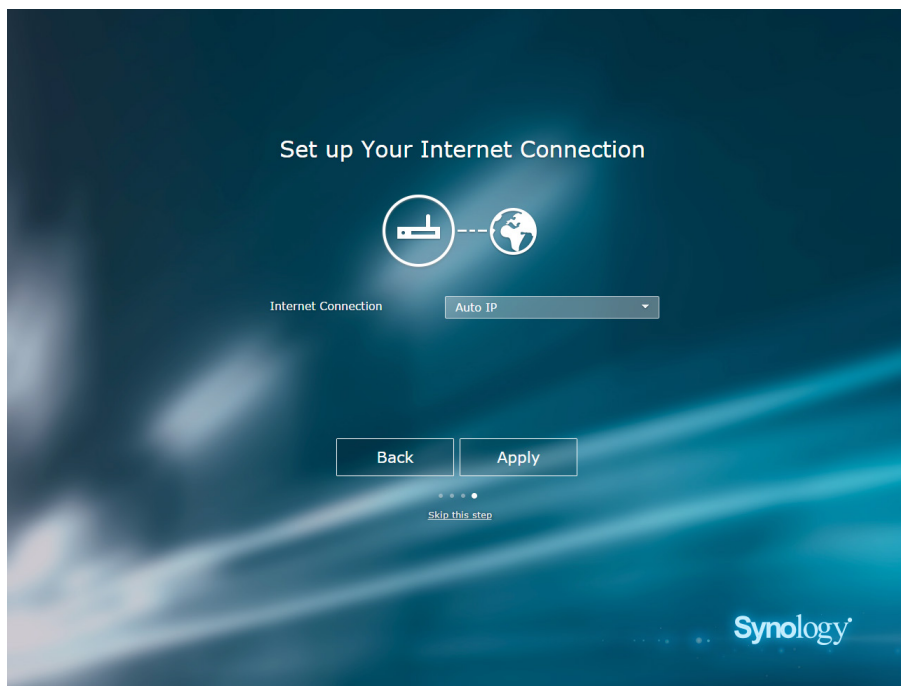 Set up Your Internet Connection
Internet Connection
Auto IP
Back
Apply
Skip this step
Synology